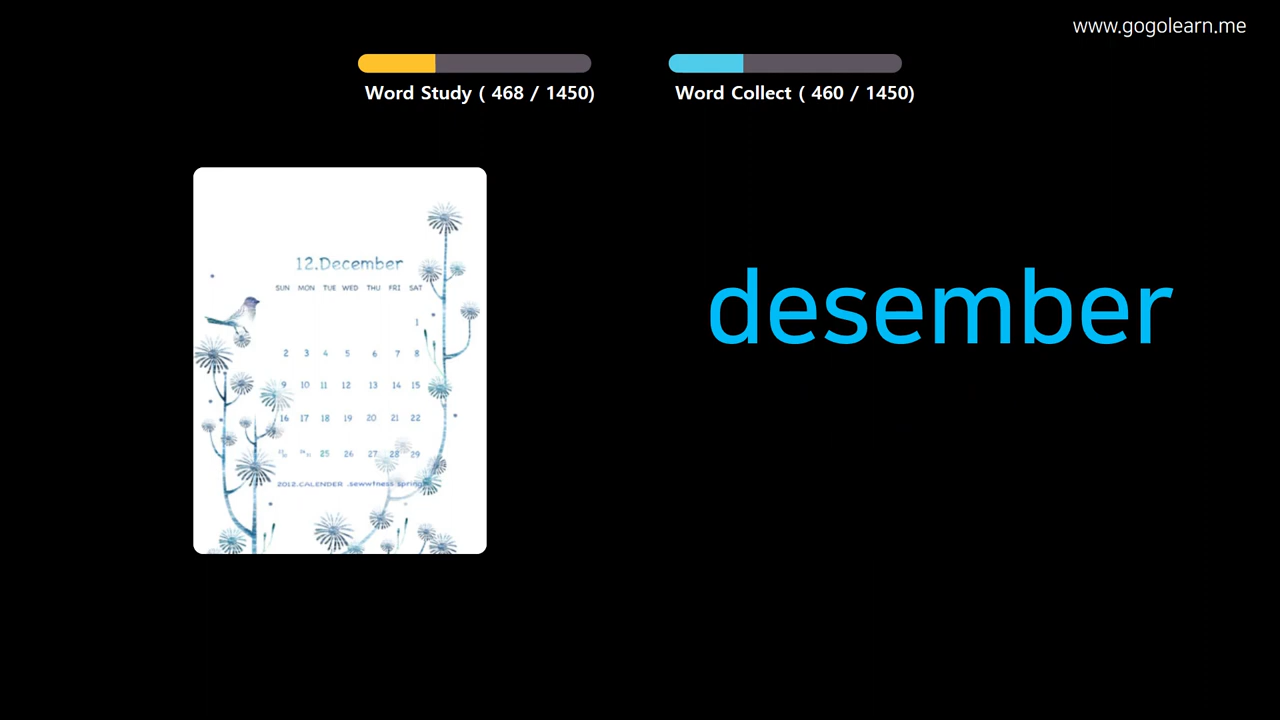 www.gogolearn.me
Word Study ( 468 / 1450)
Word Collect ( 460 / 1450)
desember
12.December
SUN MON TUE WED THU FRI SAT
1
2 3 4 5 6 7 8
9 10 11 12 13 14 15
16 17 18 19 20 21 22
25 26 27 28 29
2012.CALENDER .sewwtness spring